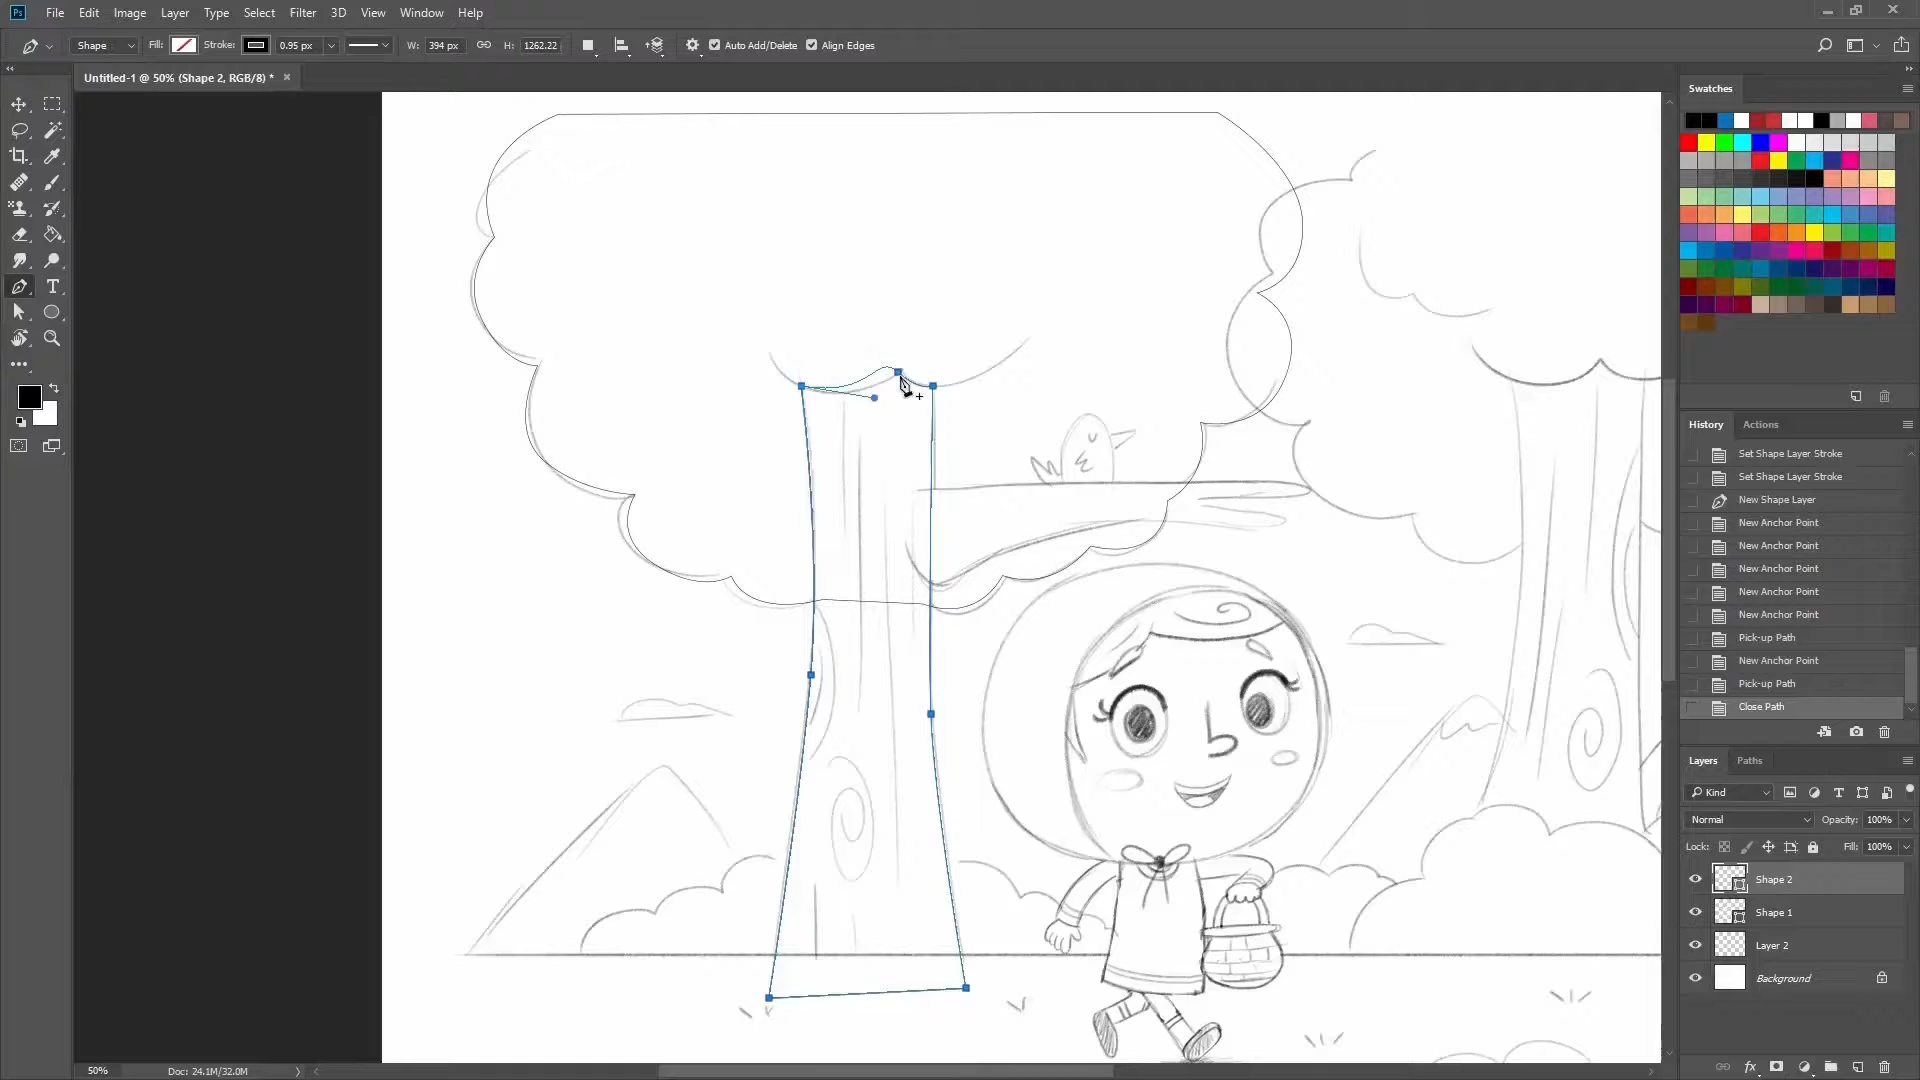 Ps File Edit Image Layer Type Select Filter 3D View Window Help
Shape Fill: Stroke: 0.95 px W: 394 px H: 1262.22 Auto Add/Delete Align Edges
Untitled-1 @ 50% (Shape 2, RGB/8) *
Swatches
History Actions
Set Shape Layer Stroke
Set Shape Layer Stroke
New Shape Layer
New Anchor Point
New Anchor Point
New Anchor Point
New Anchor Point
New Anchor Point
Pick-up Path
New Anchor Point
Pick-up Path
Close Path
Layers Paths
Kind
Normal Opacity: 100%
Lock: Fill: 100%
Shape 2
Shape 1
Layer 2
Background
50% Doc: 24.1M/32.0M